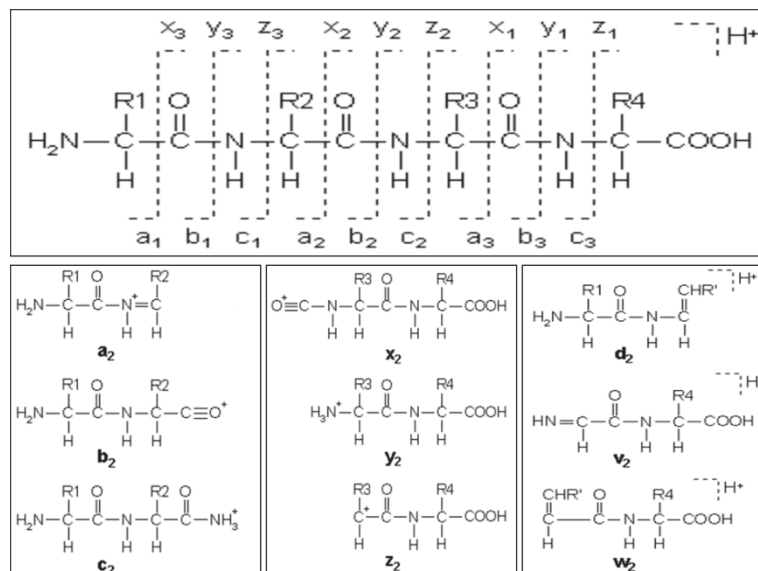 x3 y3 z3 x2 y2 z2 x1 y1 z1 H+
R1 O R2 O R3 O R4
H2N C C N C C N C C N C COOH
H H H H H H H
a1 b1 c1 a2 b2 c2 a3 b3 c3
R1 O R2
H2N C C N+ C
H H H
a2
R1 O R2
H2N C C N C C O+
H H H
b2
R1 O R2 O
H2N C C N C C NH3+
H H H
c2
R3 O R4
O+ C N C C N C COOH
H H H H
x2
R3 O R4
H3N+ C C N C COOH
H H H
y2
R3 O R4
C+ C N C COOH
H H H
z2
H+
R1 O CHR'
H2N C C N C
H H H
d2
H
O R4
HN C C N C COOH
H H H
v2
H+
CHR' O R4
C C N C COOH
H H H
w2